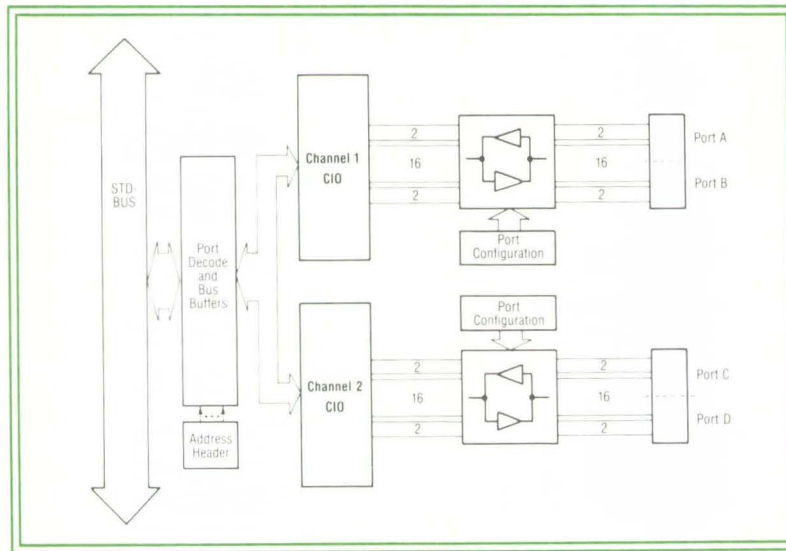 STD-
BUS
Port
Decode
and
Bus
Buffers
Address
Header
Channel 1
CIO
2
16
2
Port
Configuration
2
16
2
Port A
Port B
Channel 2
CIO
2
16
2
Port
Configuration
2
16
2
Port C
Port D